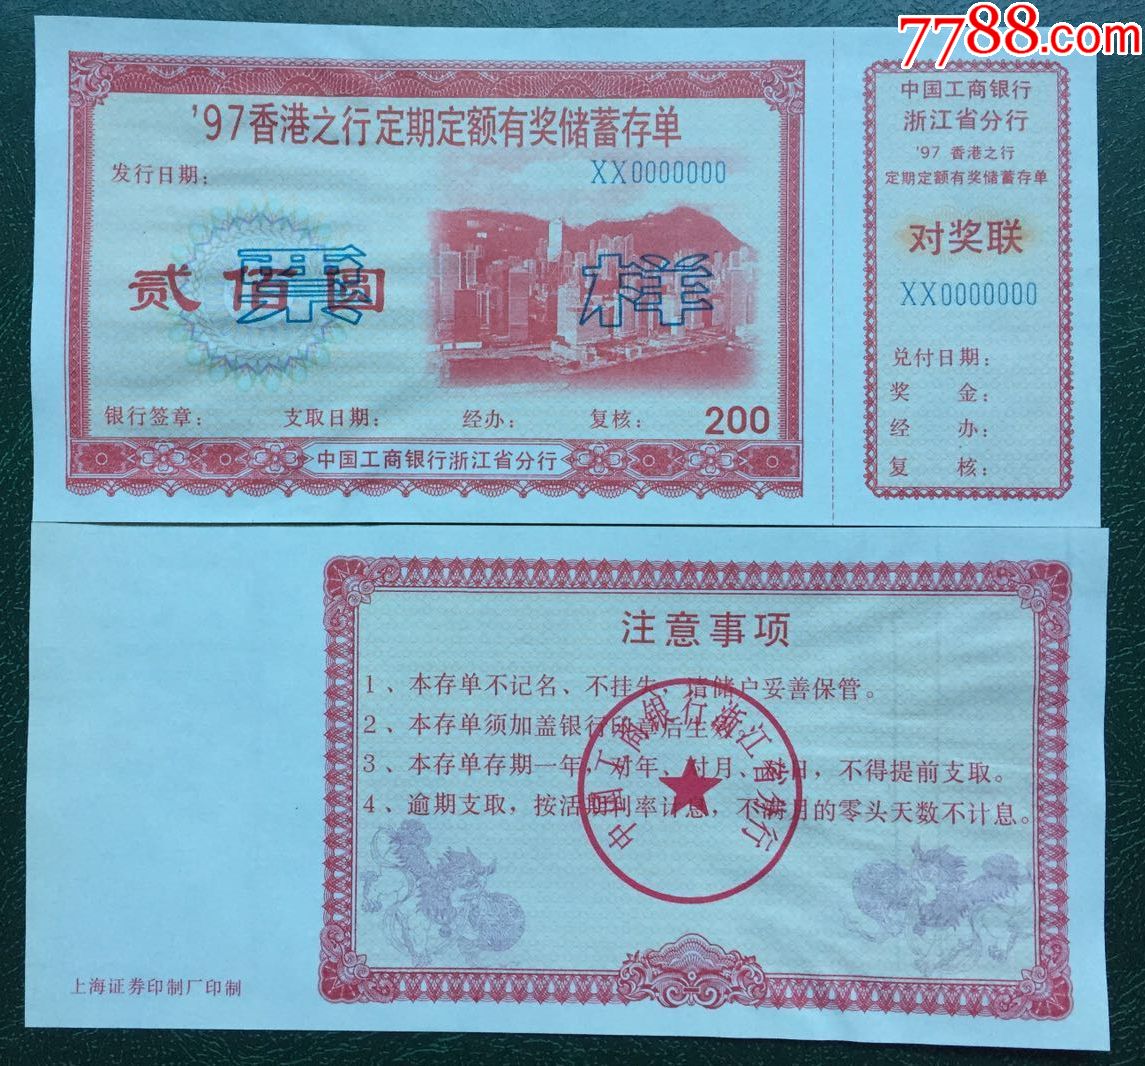 7788.com
'97香港之行定期定额有奖储蓄存单
发行日期：
XX0000000
贰佰圆
票样
银行签章：
支取日期：
经办：
复核：
200
中国工商银行浙江省分行
中国工商银行
浙江省分行
'97 香港之行
定期定额有奖储蓄存单
对奖联
XX0000000
兑付日期：
奖 金：
经 办：
复 核：
注意事项
1、本存单不记名、不挂失，请储户妥善保管。
2、本存单须加盖银行印章后生效。
3、本存单存期一年，对年、对月、对日，不得提前支取。
4、逾期支取，按活期利率计息，不满月的零头天数不计息。
中国工商银行浙江省分行
上海证券印制厂印制